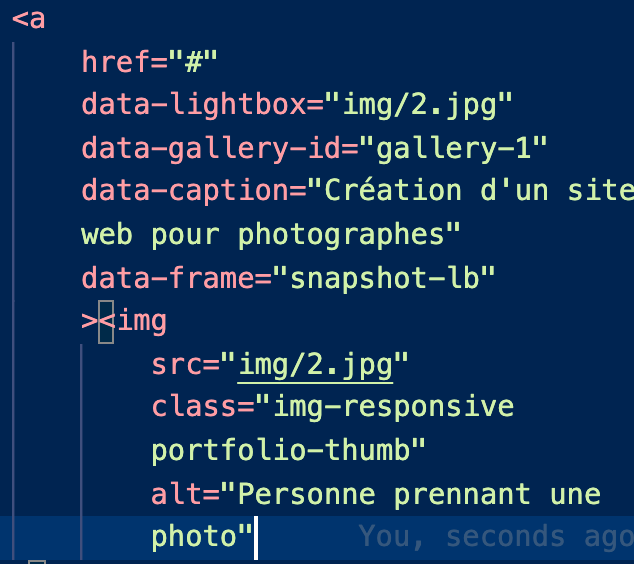 <a
href="#"
data-lightbox="img/2.jpg"
data-gallery-id="gallery-1"
data-caption="Création d'un site
web pour photographes"
data-frame="snapshot-lb"
><img
src="img/2.jpg"
class="img-responsive
portfolio-thumb"
alt="Personne prennant une
photo" You, seconds ago